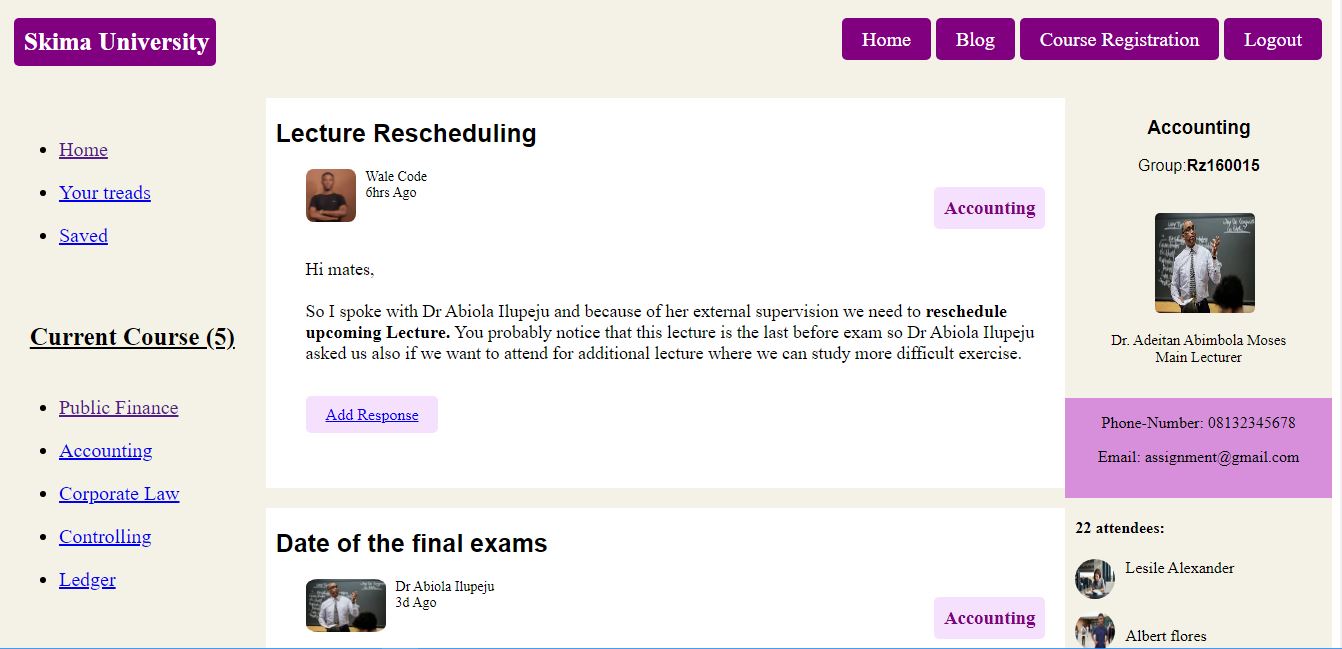 Skima University
Home
Blog
Course Registration
Logout
Home
Your treads
Saved
Current Course (5)
Public Finance
Accounting
Corporate Law
Controlling
Ledger
Lecture Rescheduling
Wale Code
6hrs Ago
Accounting
Hi mates,
So I spoke with Dr Abiola Ilupeju and because of her external supervision we need to reschedule
upcoming Lecture. You probably notice that this lecture is the last before exam so Dr Abiola Ilupeju
asked us also if we want to attend for additional lecture where we can study more difficult exercise.
Add Response
Date of the final exams
Dr Abiola Ilupeju
3d Ago
Accounting
Accounting
Group:Rz160015
Dr. Adeitan Abimbola Moses
Main Lecturer
Phone-Number: 08132345678
Email: assignment@gmail.com
22 attendees:
Lesile Alexander
Albert flores